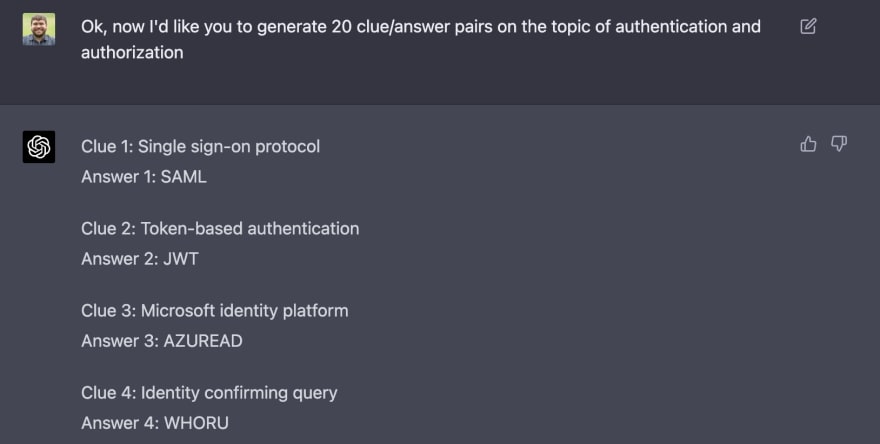 Ok, now I'd like you to generate 20 clue/answer pairs on the topic of authentication and
authorization
Clue 1: Single sign-on protocol
Answer 1: SAML
Clue 2: Token-based authentication
Answer 2: JWT
Clue 3: Microsoft identity platform
Answer 3: AZUREAD
Clue 4: Identity confirming query
Answer 4: WHORU